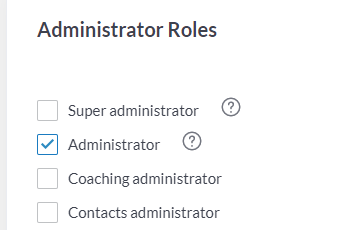 Administrator Roles
Super administrator ?
Administrator ?
Coaching administrator
Contacts administrator